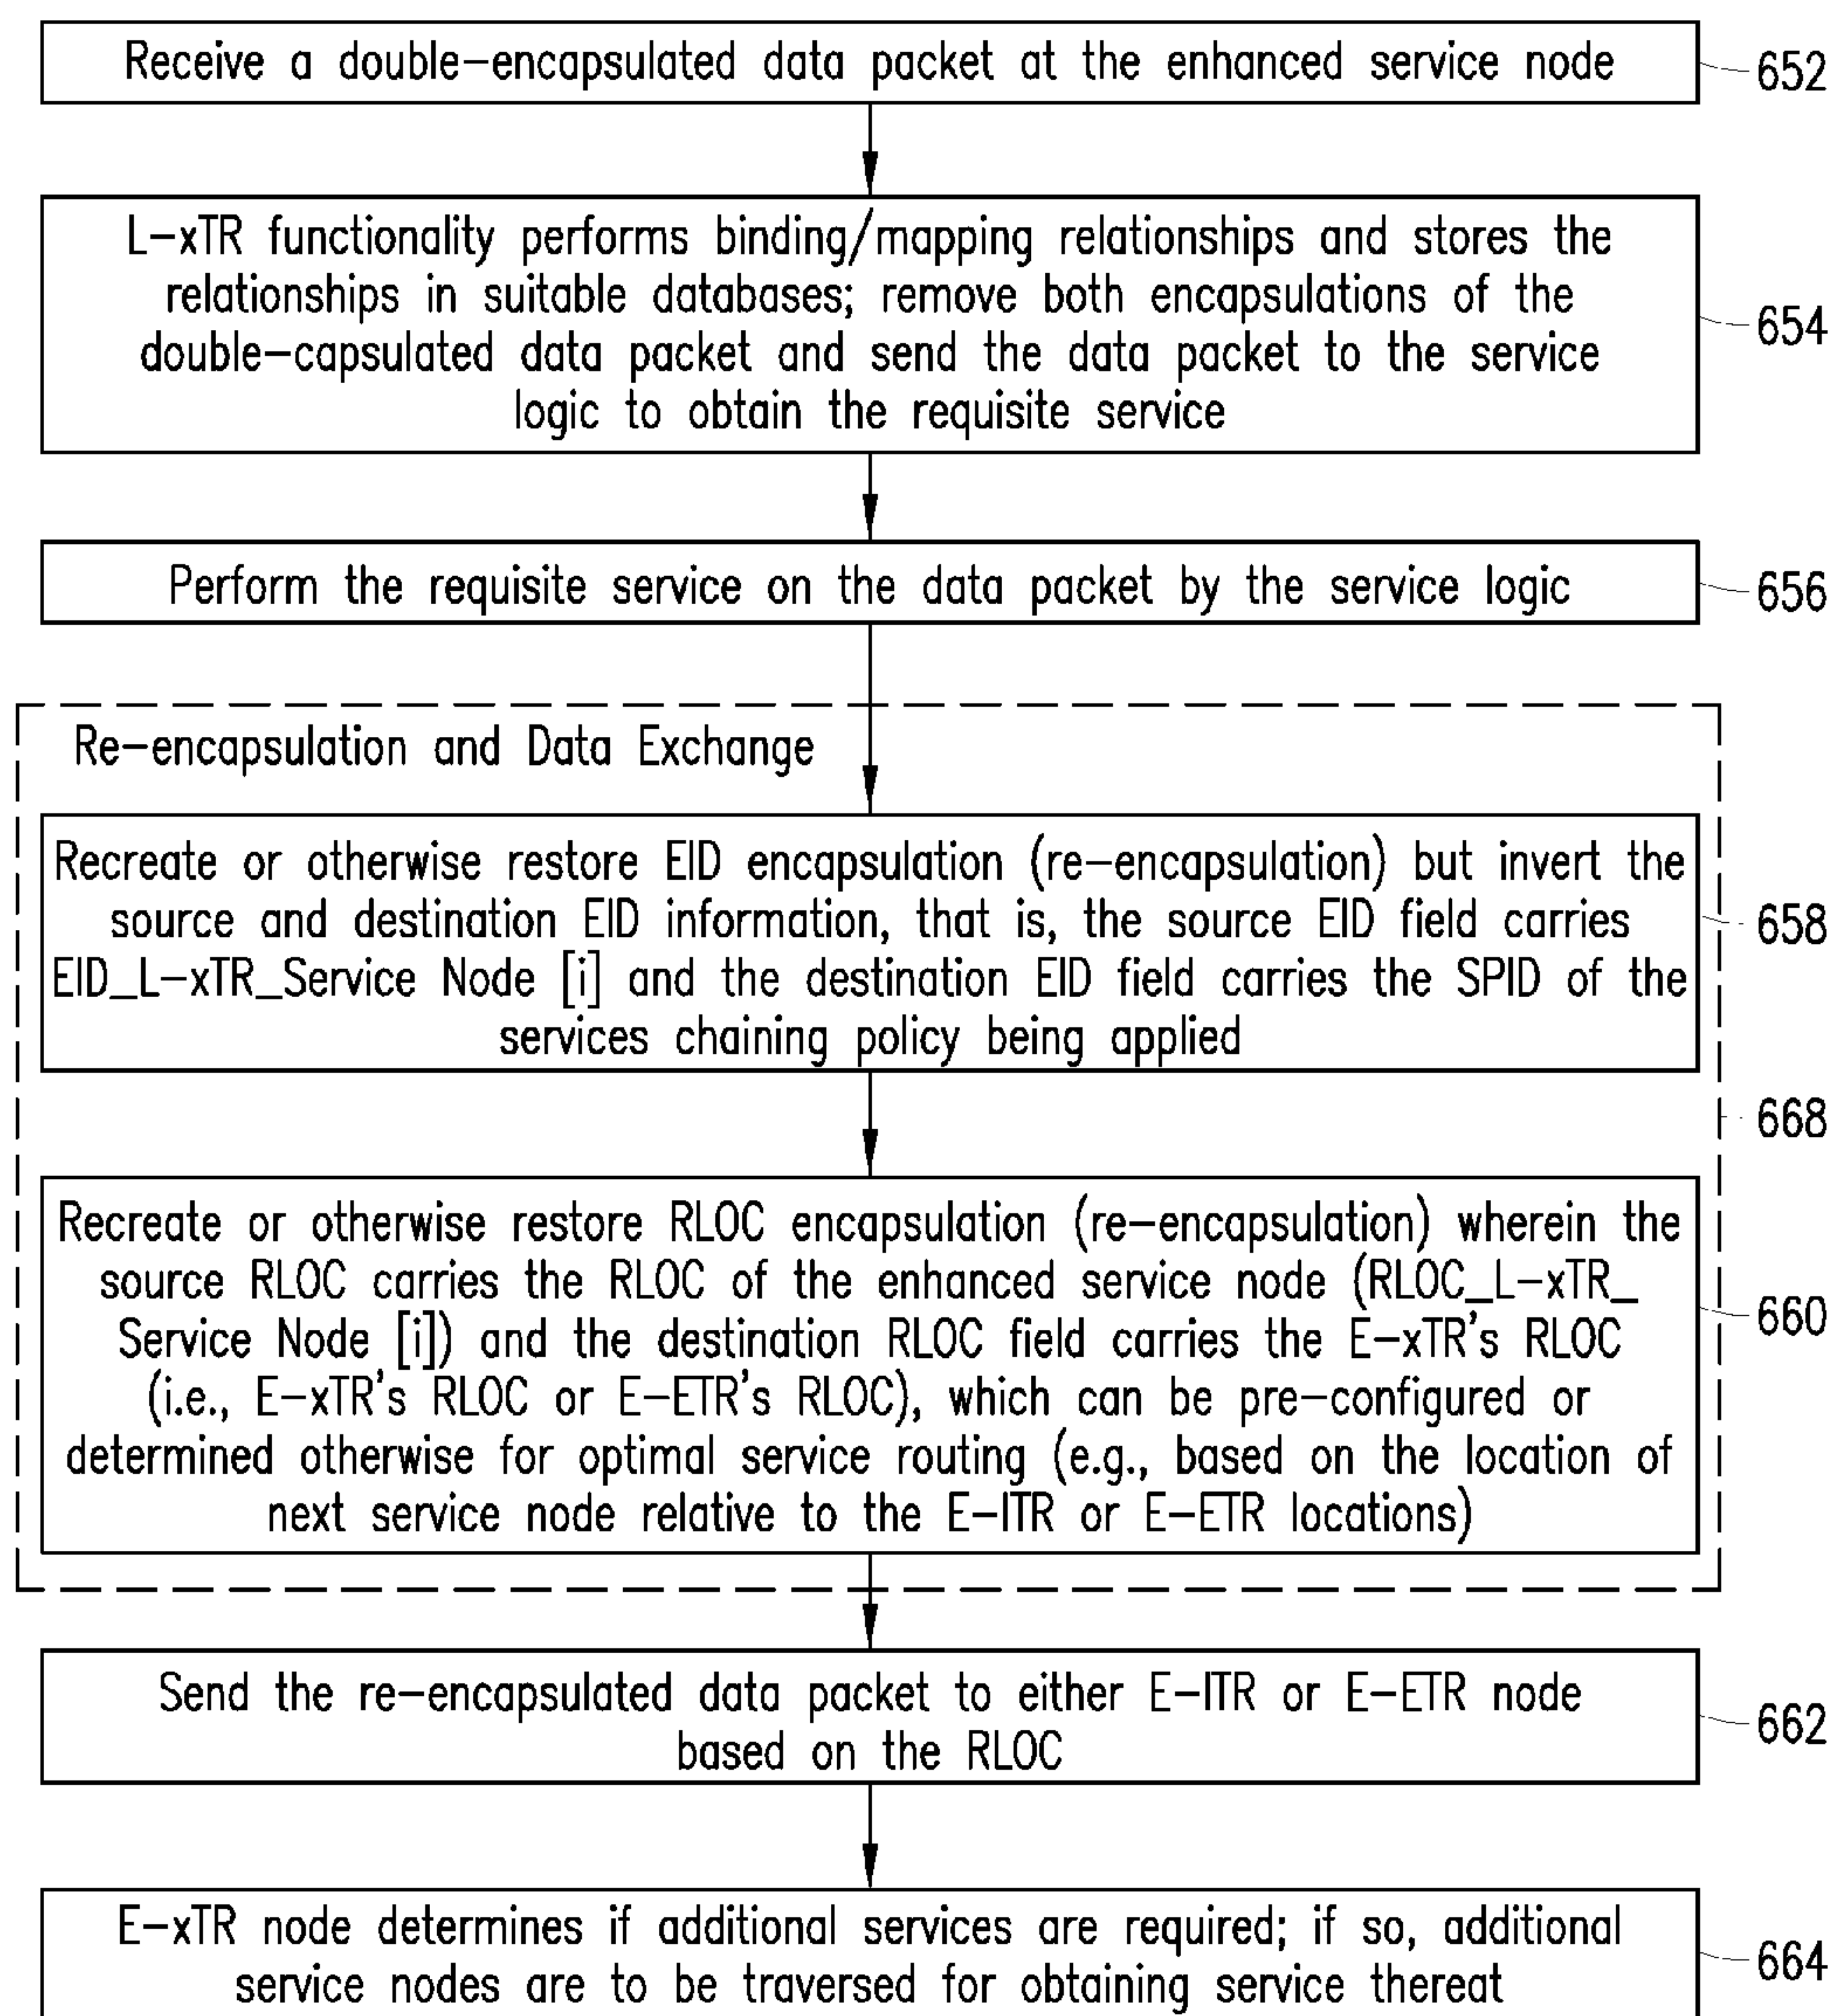 Receive a double-encapsulated data packet at the enhanced service node
652
L-xTR functionality performs binding/mapping relationships and stores the
relationships in suitable databases; remove both encapsulations of the
double-capsulated data packet and send the data packet to the service
logic to obtain the requisite service
654
Perform the requisite service on the data packet by the service logic
656
Re-encapsulation and Data Exchange
Recreate or otherwise restore EID encapsulation (re-encapsulation) but invert the
source and destination EID information, that is, the source EID field carries
EID_L-xTR_Service Node [i] and the destination EID field carries the SPID of the
services chaining policy being applied
658
668
Recreate or otherwise restore RLOC encapsulation (re-encapsulation) wherein the
source RLOC carries the RLOC of the enhanced service node (RLOC_L-xTR_
Service Node [i]) and the destination RLOC field carries the E-xTR's RLOC
(i.e., E-xTR's RLOC or E-ETR's RLOC), which can be pre-configured or
determined otherwise for optimal service routing (e.g., based on the location of
next service node relative to the E-ITR or E-ETR locations)
660
Send the re-encapsulated data packet to either E-ITR or E-ETR node
based on the RLOC
662
E-xTR node determines if additional services are required; if so, additional
service nodes are to be traversed for obtaining service thereat
664